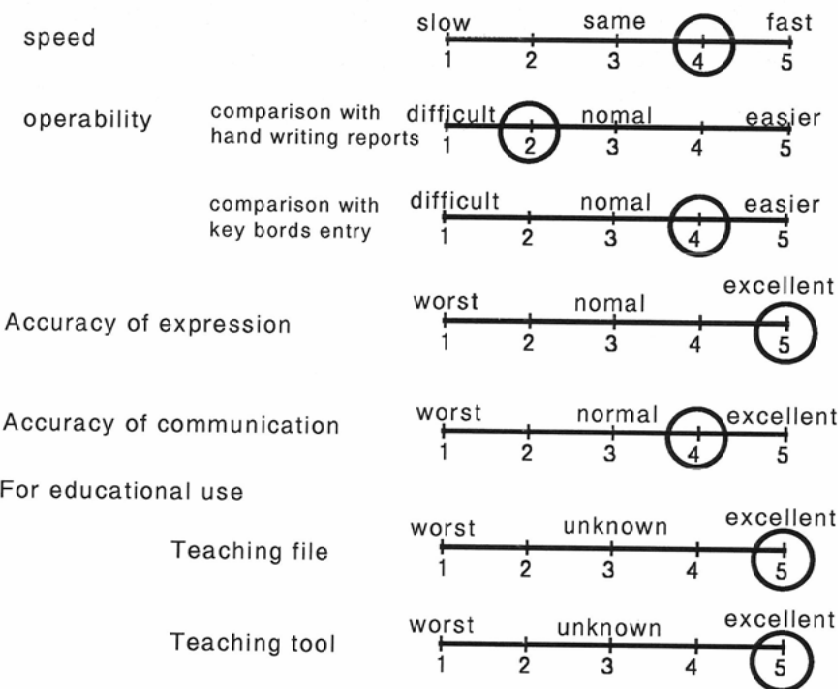 slow same fast
speed
1 2 3 4 5
operability comparison with difficult nomal easier
hand writing reports
1 2 3 4 5
comparison with difficult nomal easier
key bords entry
1 2 3 4 5
excellent
worst nomal
Accuracy of expression
1 2 3 4 5
worst normal excellent
Accuracy of communication
1 2 3 4 5
For educational use
worst unknown excellent
Teaching file
1 2 3 4 5
worst unknown excellent
Teaching tool
1 2 3 4 5